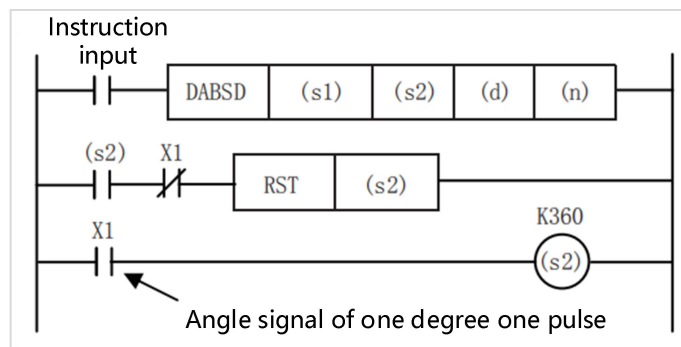 Instruction
input
DABSD (s1) (s2) (d) (n)
(s2) X1
RST (s2)
K360
X1
(s2)
Angle signal of one degree one pulse